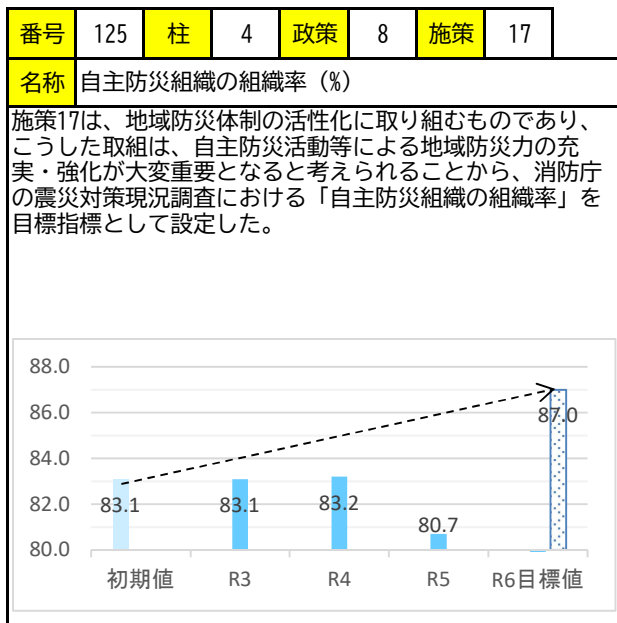 番号 125 柱 4 政策 8 施策 17
名称 自主防災組織の組織率（%）
施策17は、地域防災体制の活性化に取り組むものであり、
こうした取組は、自主防災活動等による地域防災力の充
実・強化が大変重要となると考えられることから、消防庁
の震災対策現況調査における「自主防災組織の組織率」を
目標指標として設定した。
88.0
86.0
84.0
82.0
80.0
83.1
83.1
83.2
80.7
87.0
初期値 R3 R4 R5 R6目標値